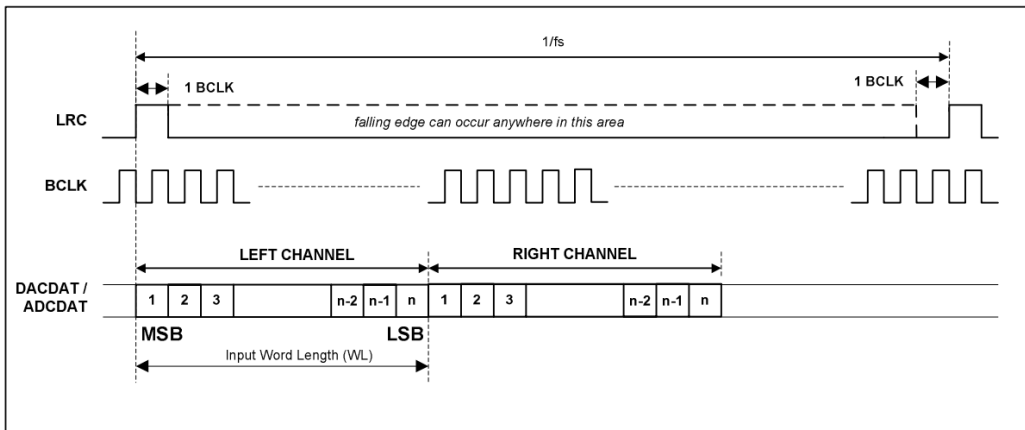 1/fs
1 BCLK
1 BCLK
LRC
falling edge can occur anywhere in this area
BCLK
LEFT CHANNEL
RIGHT CHANNEL
DACDAT /
ADCDAT
1 2 3 n-2 n-1 n 1 2 3 n-2 n-1 n
MSB LSB
Input Word Length (WL)